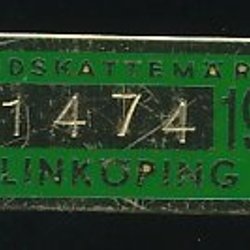 DSKATTEMÄR
1474 19
LINKÖPING